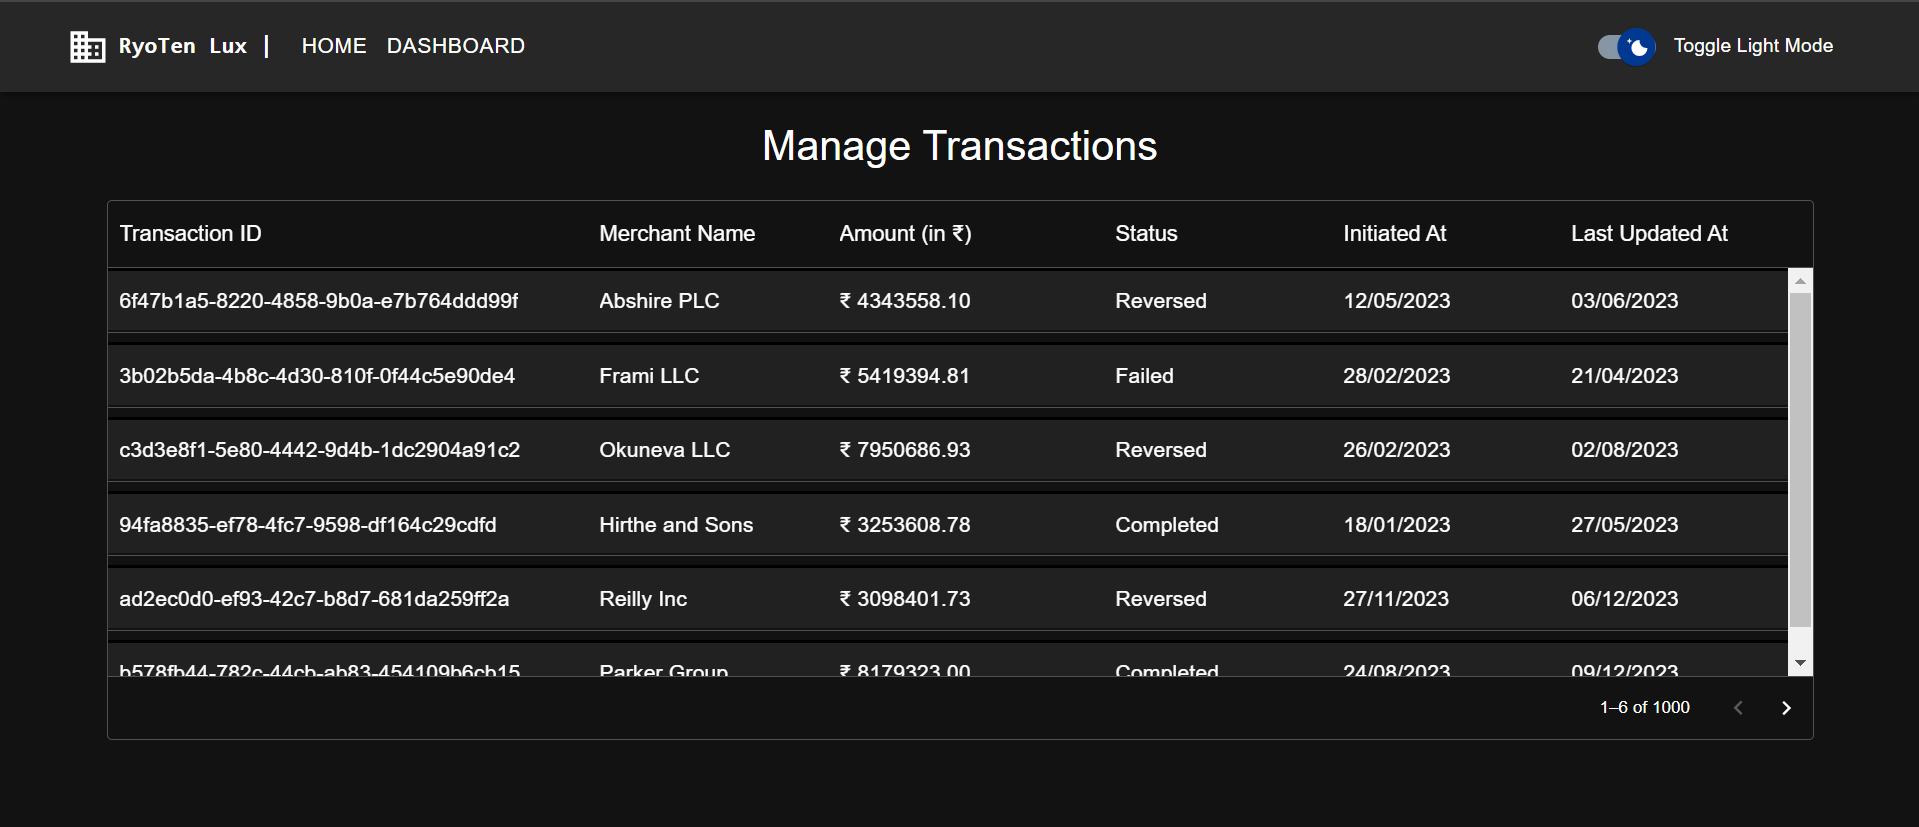 RyoTen Lux | HOME DASHBOARD Toggle Light Mode
Manage Transactions
Transaction ID Merchant Name Amount (in ₹) Status Initiated At Last Updated At
6f47b1a5-8220-4858-9b0a-e7b764ddd99f Abshire PLC ₹ 4343558.10 Reversed 12/05/2023 03/06/2023
3b02b5da-4b8c-4d30-810f-0f44c5e90de4 Frami LLC ₹ 5419394.81 Failed 28/02/2023 21/04/2023
c3d3e8f1-5e80-4442-9d4b-1dc2904a91c2 Okuneva LLC ₹ 7950686.93 Reversed 26/02/2023 02/08/2023
94fa8835-ef78-4fc7-9598-df164c29cdfd Hirthe and Sons ₹ 3253608.78 Completed 18/01/2023 27/05/2023
ad2ec0d0-ef93-42c7-b8d7-681da259ff2a Reilly Inc ₹ 3098401.73 Reversed 27/11/2023 06/12/2023
b578fb44-782c-44cb-ab83-454109b6cb15 Parker Group ₹ 8179323.00 Completed 24/08/2023 09/12/2023
1–6 of 1000